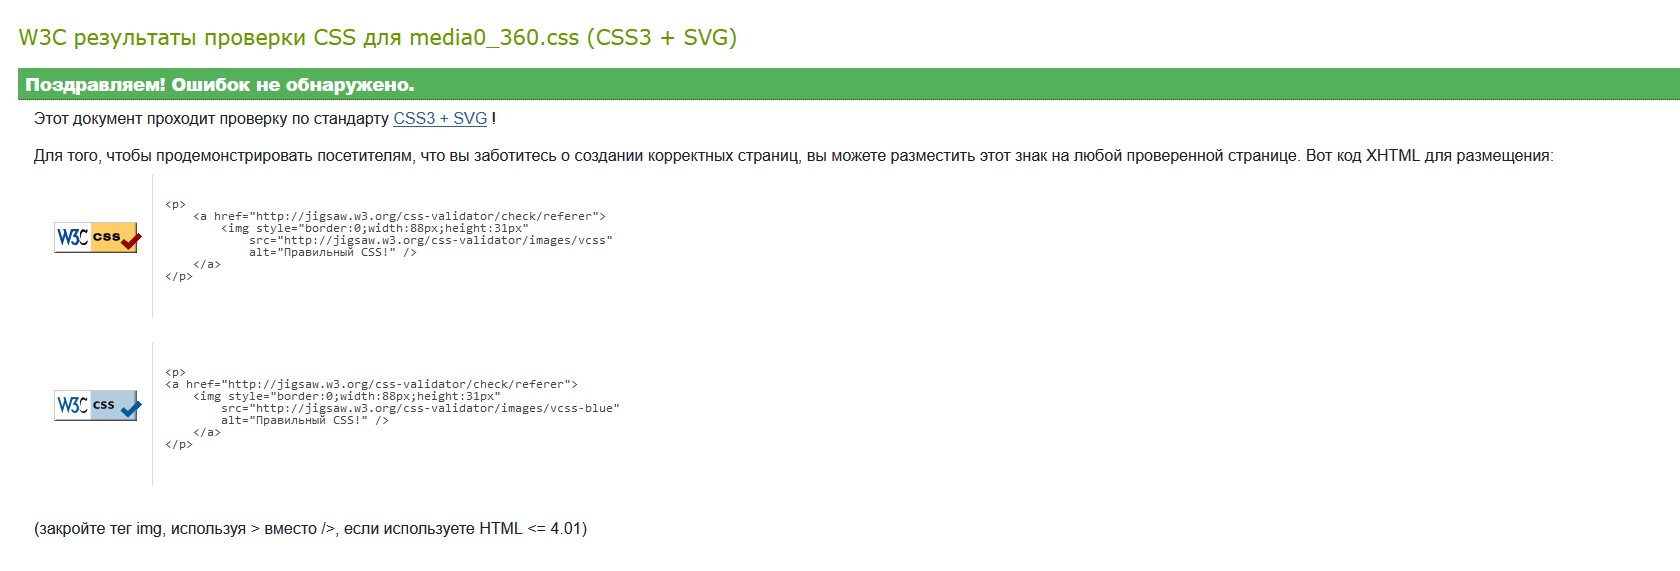 W3C результаты проверки CSS для media0_360.css (CSS3 + SVG)
Поздравляем! Ошибок не обнаружено.
Этот документ проходит проверку по стандарту CSS3 + SVG !
Для того, чтобы продемонстрировать посетителям, что вы заботитесь о создании корректных страниц, вы можете разместить этот знак на любой проверенной странице. Вот код XHTML для размещения:
W3C css
<p>
    <a href="http://jigsaw.w3.org/css-validator/check/referer">
        <img style="border:0;width:88px;height:31px"
            src="http://jigsaw.w3.org/css-validator/images/vcss"
            alt="Правильный CSS!" />
    </a>
</p>
W3C css
<p>
<a href="http://jigsaw.w3.org/css-validator/check/referer">
    <img style="border:0;width:88px;height:31px"
        src="http://jigsaw.w3.org/css-validator/images/vcss-blue"
        alt="Правильный CSS!" />
    </a>
</p>
(закройте тег img, используя > вместо />, если используете HTML <= 4.01)